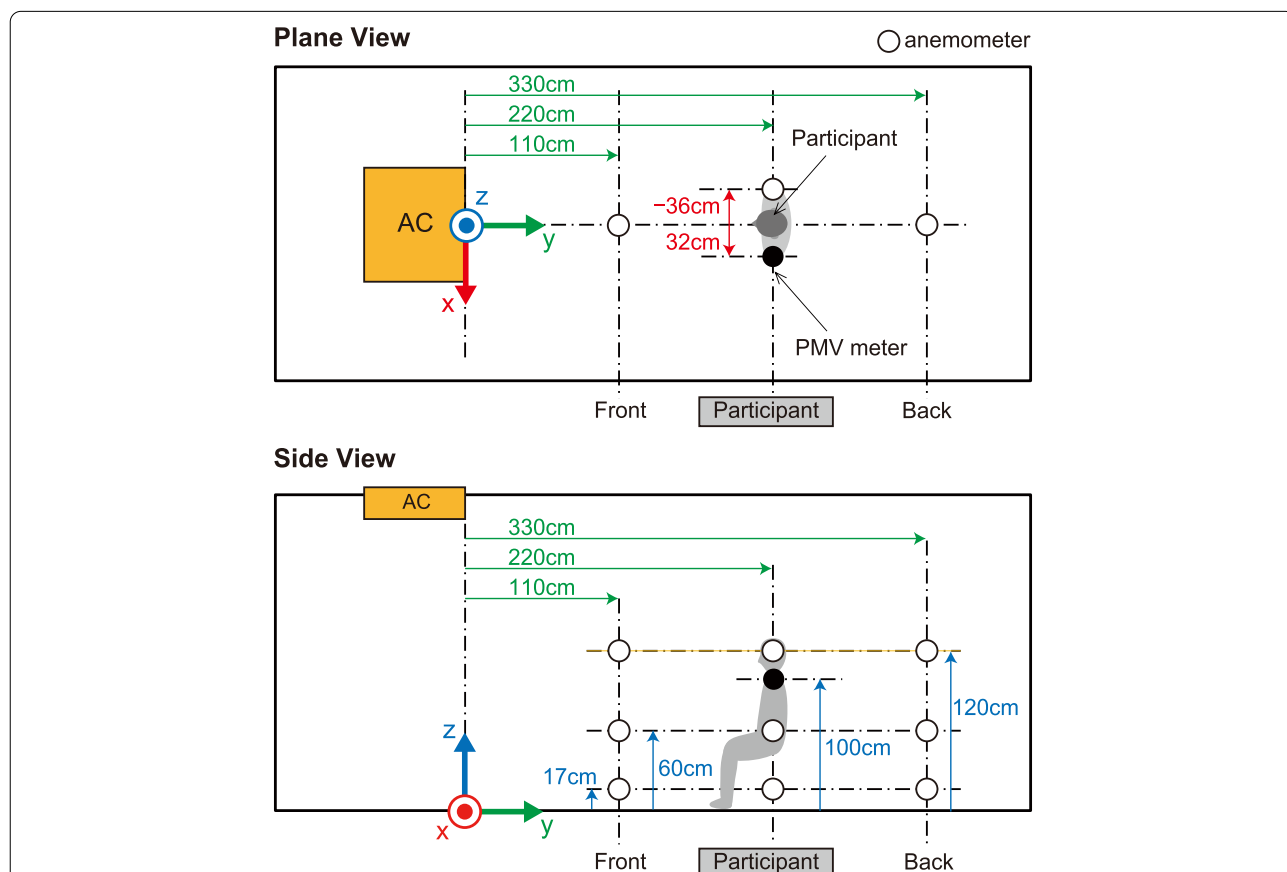 Plane View
anemometer
330cm
220cm
110cm
Participant
AC
z
y
x
−36cm
32cm
PMV meter
Front
Participant
Back
Side View
AC
330cm
220cm
110cm
z
17cm
60cm
100cm
120cm
x
y
Front
Participant
Back